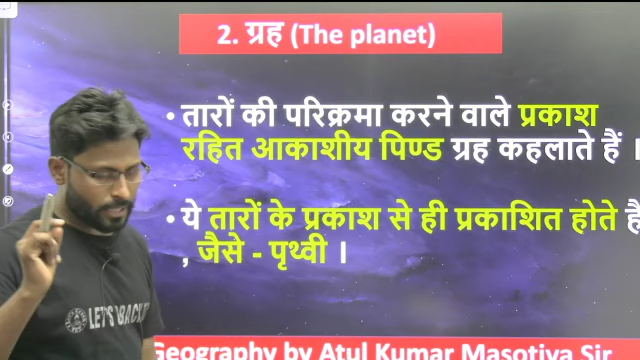 2. ग्रह (The planet)
• तारों की परिक्रमा करने वाले प्रकाश
रहित आकाशीय पिण्ड ग्रह कहलाते हैं ।
• ये तारों के प्रकाश से ही प्रकाशित होते है
, जैसे - पृथ्वी ।
LET'S
Geography by Atul Kumar Masotiya Sir